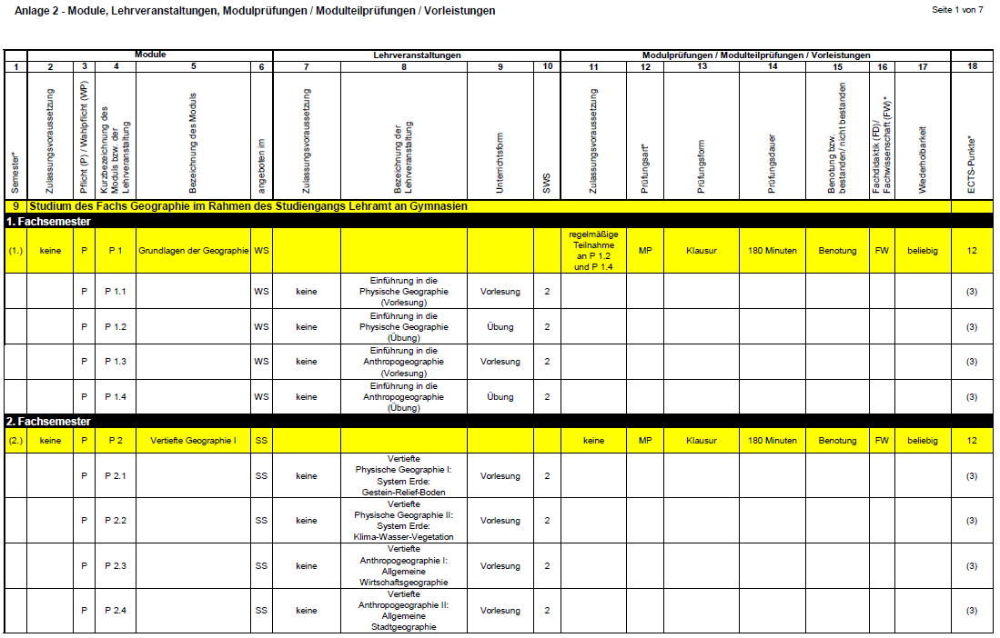 Anlage 2 - Module, Lehrveranstaltungen, Modulprüfungen / Modulteilprüfungen / Vorleistungen
Seite 1 von 7
Module Lehrveranstaltungen Modulprüfungen / Modulteilprüfungen / Vorleistungen
1 2 3 4 5 6 7 8 9 10 11 12 13 14 15 16 17 18
Semester*
Zulassungsvoraussetzung
Pflicht (P) / Wahlpflicht (WP)
Kurzbezeichnung des
Moduls bzw. der
Lehrveranstaltung
Bezeichnung des Moduls
angeboten im
Zulassungsvoraussetzung
Bezeichnung der
Lehrveranstaltung
Unterrichtsform
SWS
Zulassungsvoraussetzung
Prüfungsart*
Prüfungsform
Prüfungsdauer
Benotung bzw.
bestanden/ nicht bestanden
Fachdidaktik (FD)/
Fachwissenschaft (FW)*
Wiederholbarkeit
ECTS-Punkte*
9 Studium des Fachs Geographie im Rahmen des Studiengangs Lehramt an Gymnasien
1. Fachsemester
(1.) keine P P 1 Grundlagen der Geographie WS
regelmäßige
Teilnahme
an P 1.2
und P 1.4
MP Klausur 180 Minuten Benotung FW beliebig 12
P P 1.1 WS keine
Einführung in die
Physische Geographie
(Vorlesung)
Vorlesung 2 (3)
P P 1.2 WS keine
Einführung in die
Physische Geographie
(Übung)
Übung 2 (3)
P P 1.3 WS keine
Einführung in die
Anthropogeographie
(Vorlesung)
Vorlesung 2 (3)
P P 1.4 WS keine
Einführung in die
Anthropogeographie
(Übung)
Übung 2 (3)
2. Fachsemester
(2.) keine P P 2 Vertiefte Geographie I SS keine MP Klausur 180 Minuten Benotung FW beliebig 12
P P 2.1 SS keine
Vertiefte
Physische Geographie I:
System Erde:
Gestein-Relief-Boden
Vorlesung 2 (3)
P P 2.2 SS keine
Vertiefte
Physische Geographie II:
System Erde:
Klima-Wasser-Vegetation
Vorlesung 2 (3)
P P 2.3 SS keine
Vertiefte
Anthropogeographie I:
Allgemeine
Wirtschaftsgeographie
Vorlesung 2 (3)
P P 2.4 SS keine
Vertiefte
Anthropogeographie II:
Allgemeine
Stadtgeographie
Vorlesung 2 (3)